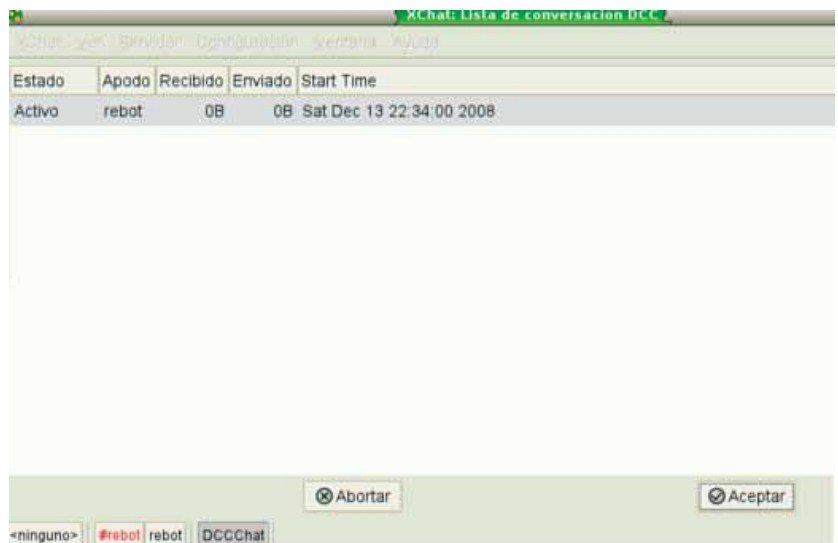 XChat: Lista de conversación DCC
XChat Ver Servidor Configuración Ventana Ayuda
Estado Apodo Recibido Enviado Start Time
Activo rebot 0B 0B Sat Dec 13 22:34:00 2008
Abortar Aceptar
<ninguno> #rebot rebot DCCChat